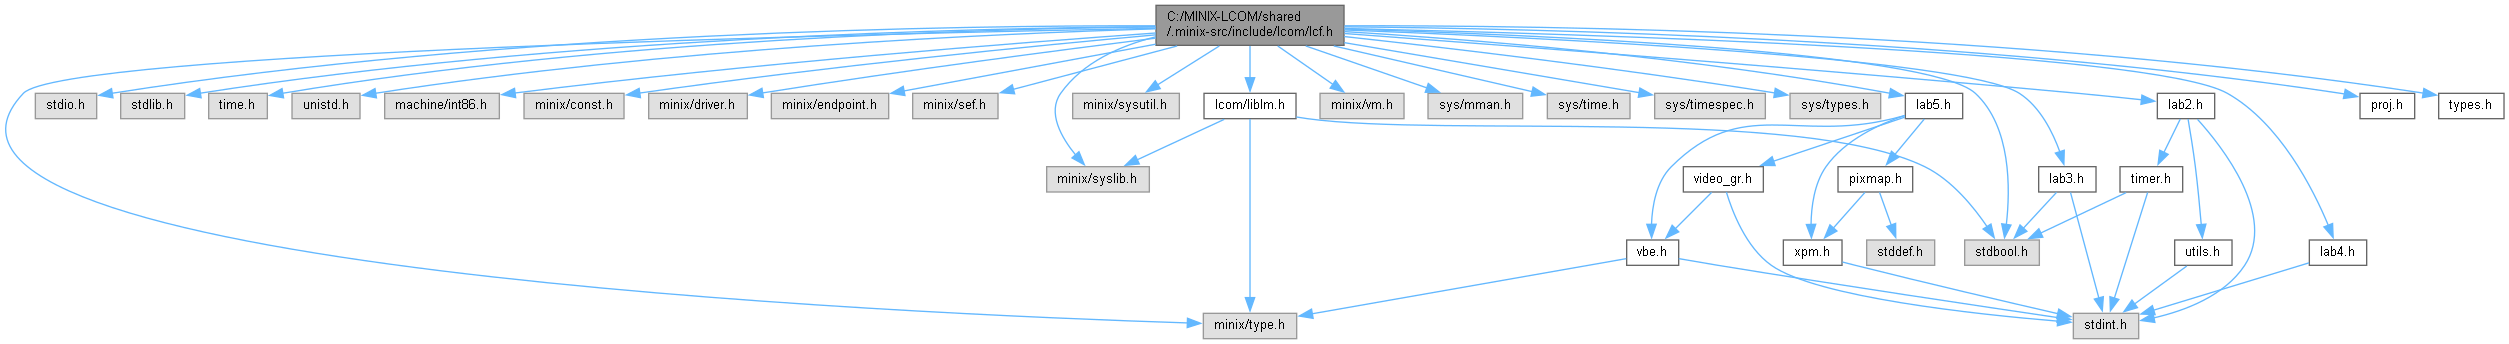 C:/MINIX-LCOM/shared
/.minix-src/include/lcom/lcf.h
stdio.h
stdlib.h
time.h
unistd.h
machine/int86.h
minix/const.h
minix/driver.h
minix/endpoint.h
minix/sef.h
minix/sysutil.h
lcom/liblm.h
minix/vm.h
sys/mman.h
sys/time.h
sys/timespec.h
sys/types.h
lab5.h
lab2.h
proj.h
types.h
minix/syslib.h
video_gr.h
pixmap.h
lab3.h
timer.h
vbe.h
xpm.h
stddef.h
stdbool.h
utils.h
lab4.h
minix/type.h
stdint.h